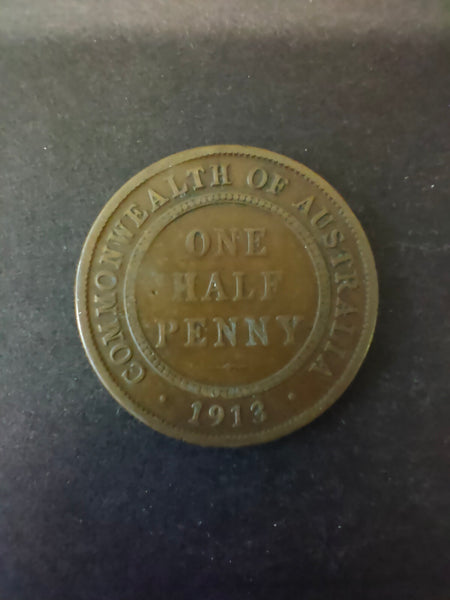 COMMONWEALTH OF AUSTRALIA
ONE
HALF
PENNY
· 1913 ·